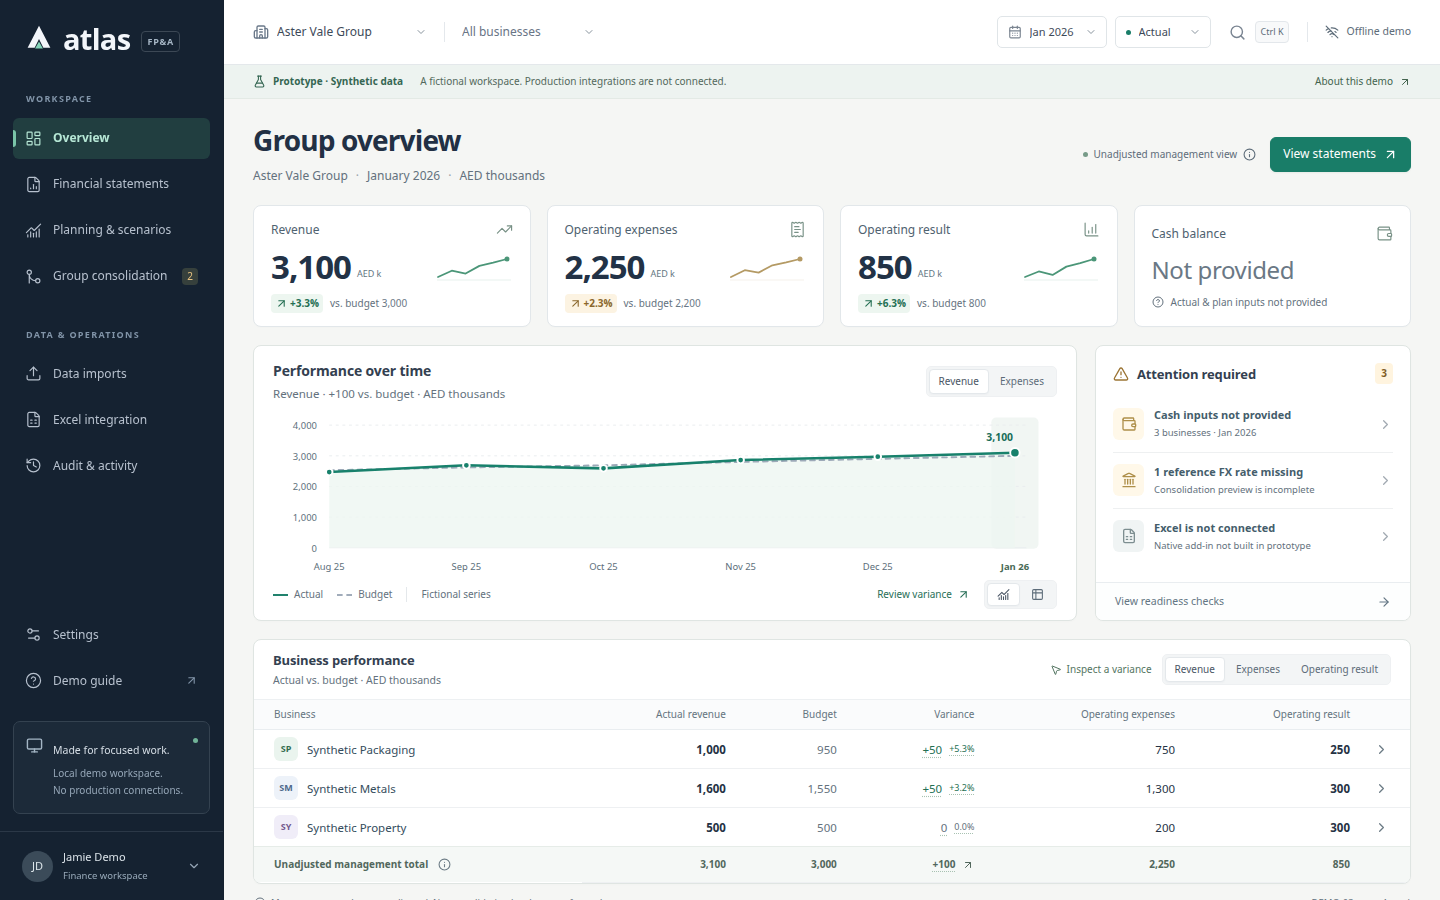 atlas FP&A
WORKSPACE
Overview
Financial statements
Planning & scenarios
Group consolidation 2
DATA & OPERATIONS
Data imports
Excel integration
Audit & activity
Settings
Demo guide
Made for focused work.
Local demo workspace.
No production connections.
JD Jamie Demo
Finance workspace
Aster Vale Group All businesses Jan 2026 Actual Ctrl K Offline demo
Prototype · Synthetic data A fictional workspace. Production integrations are not connected. About this demo
Group overview
Aster Vale Group · January 2026 · AED thousands
Unadjusted management view View statements
Revenue
3,100 AED k
+3.3% vs. budget 3,000
Operating expenses
2,250 AED k
+2.3% vs. budget 2,200
Operating result
850 AED k
+6.3% vs. budget 800
Cash balance
Not provided
Actual & plan inputs not provided
Performance over time
Revenue · +100 vs. budget · AED thousands
Revenue Expenses
4,000
3,000
2,000
1,000
0
3,100
Aug 25 Sep 25 Oct 25 Nov 25 Dec 25 Jan 26
Actual Budget Fictional series Review variance
Attention required 3
Cash inputs not provided
3 businesses · Jan 2026
1 reference FX rate missing
Consolidation preview is incomplete
Excel is not connected
Native add-in not built in prototype
View readiness checks
Business performance
Actual vs. budget · AED thousands
Inspect a variance Revenue Expenses Operating result
Business Actual revenue Budget Variance Operating expenses Operating result
SP Synthetic Packaging 1,000 950 +50 +5.3% 750 250
SM Synthetic Metals 1,600 1,550 +50 +3.2% 1,300 300
SY Synthetic Property 500 500 0 0.0% 200 300
Unadjusted management total 3,100 3,000 +100 2,250 850